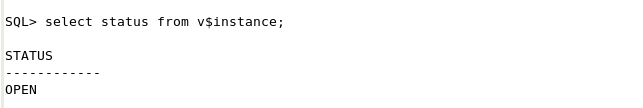 SQL> select status from v$instance;
STATUS
------------
OPEN